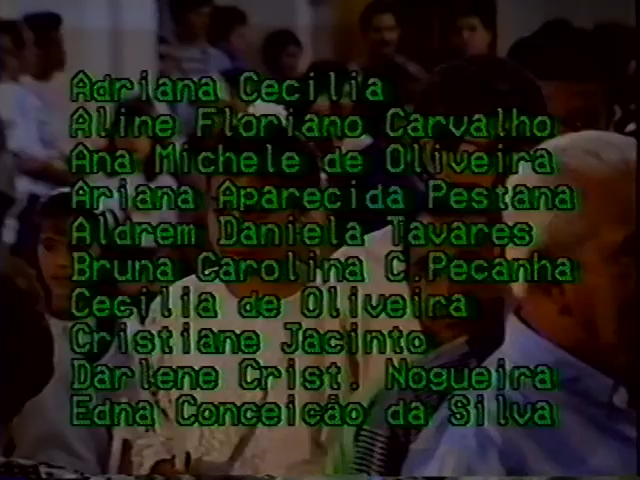 Adriana Cecilia
Aline Floriano Carvalho
Ana Michele de Oliveira
Ariana Aparecida Pestana
Aldrem Daniela Tavares
Bruna Carolina C.Pecanha
Cecilia de Oliveira
Cristiane Jacinto
Darlene Crist. Nogueira
Edna Conceição da Silva